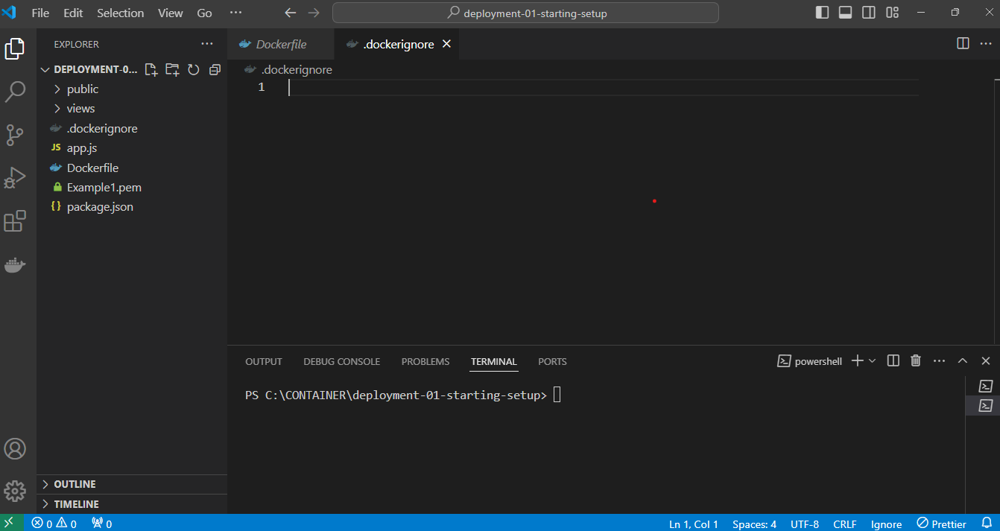 File Edit Selection View Go ··· deployment-01-starting-setup
EXPLORER
DEPLOYMENT-0...
public
views
.dockerignore
JS app.js
Dockerfile
Example1.pem
{} package.json
OUTLINE
TIMELINE
Dockerfile .dockerignore
.dockerignore
1
OUTPUT DEBUG CONSOLE PROBLEMS TERMINAL PORTS powershell
PS C:\CONTAINER\deployment-01-starting-setup>
0 0 0 Ln 1, Col 1 Spaces: 4 UTF-8 CRLF Ignore Prettier